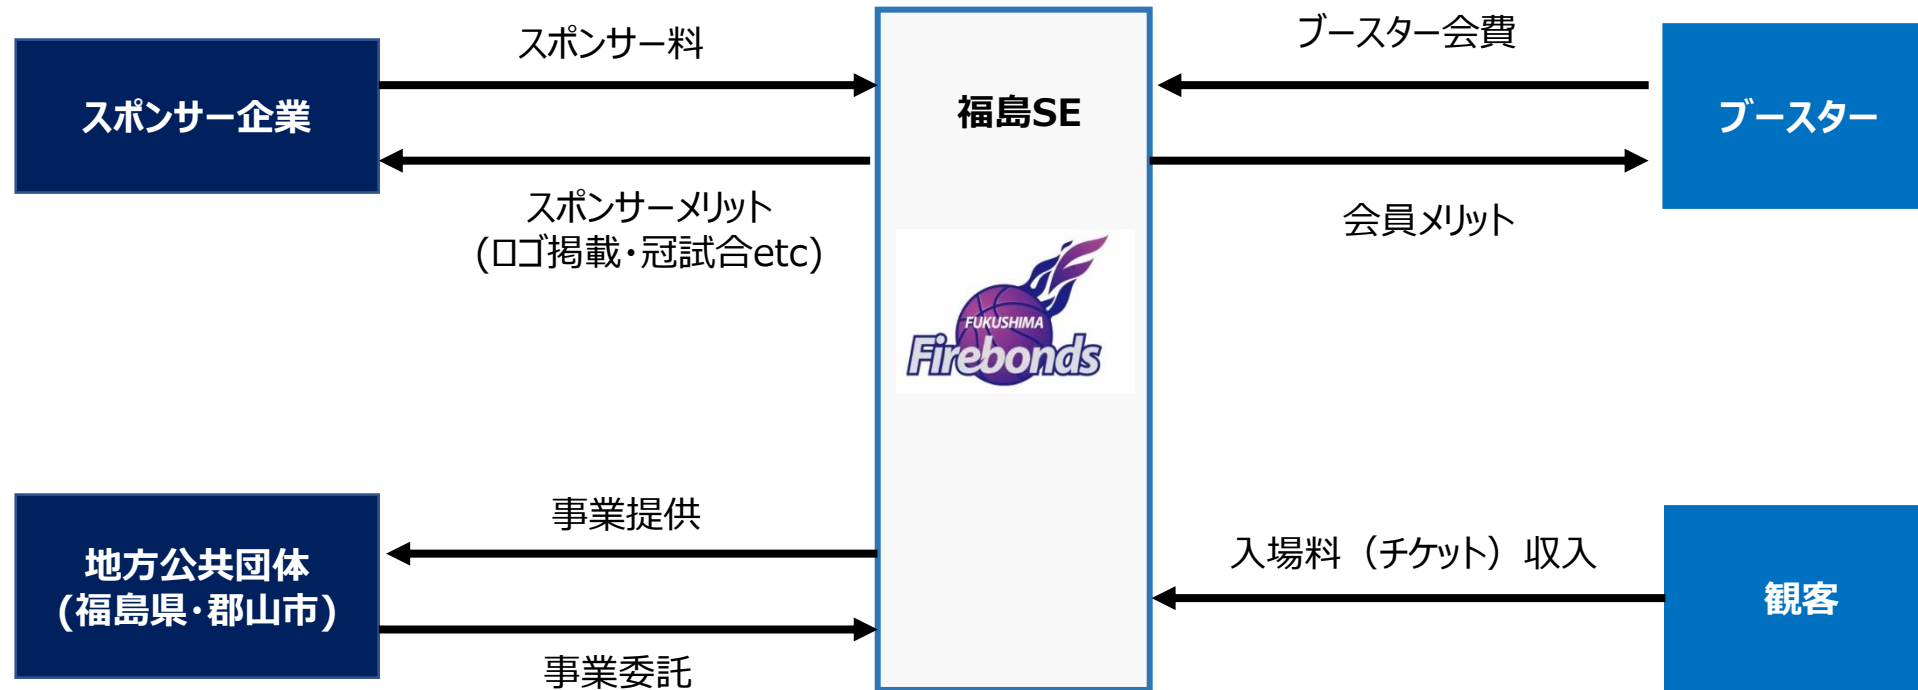 スポンサー料
スポンサー企業
スポンサーメリット
(ロゴ掲載・冠試合etc)
福島SE
FUKUSHIMA
Firebonds
ブースター会費
ブースター
会員メリット
事業提供
地方公共団体
(福島県・郡山市)
事業委託
入場料（チケット）収入
観客